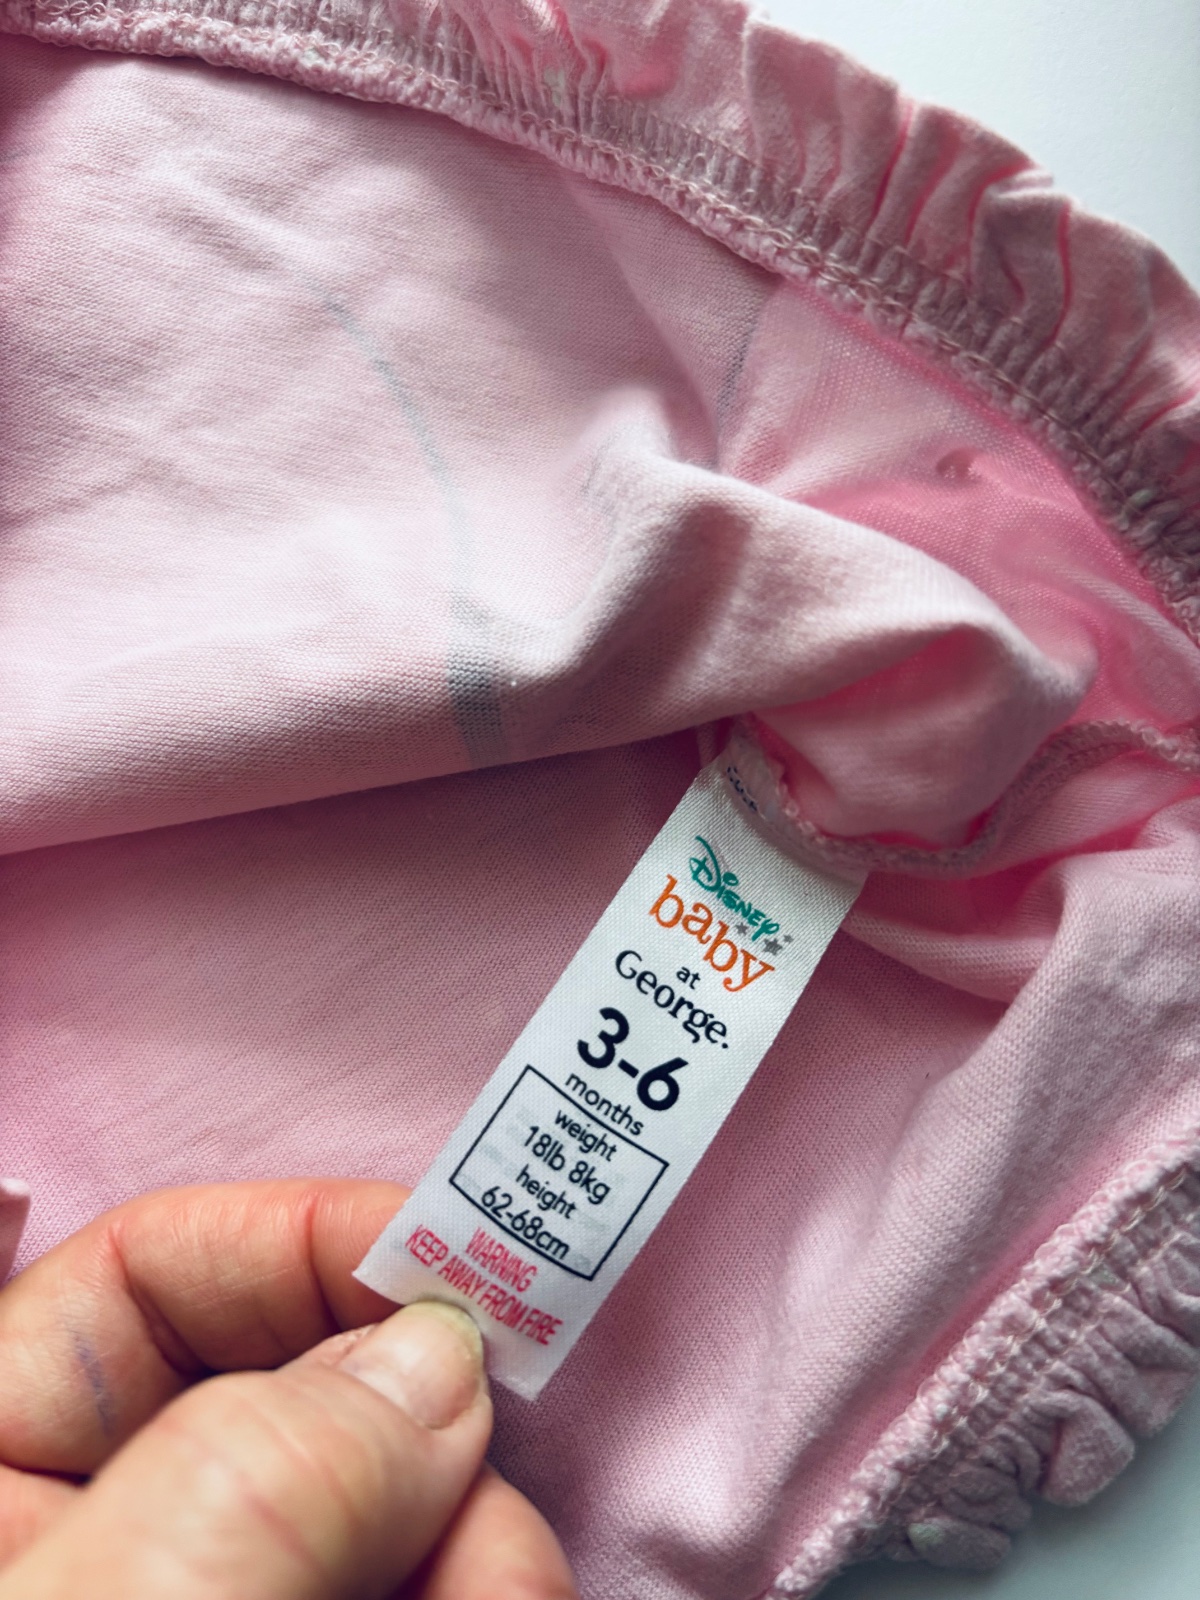 Disney
baby
at
George.
3-6
months
weight
18lb 8kg
height
62-68cm
WARNING
KEEP AWAY FROM FIRE